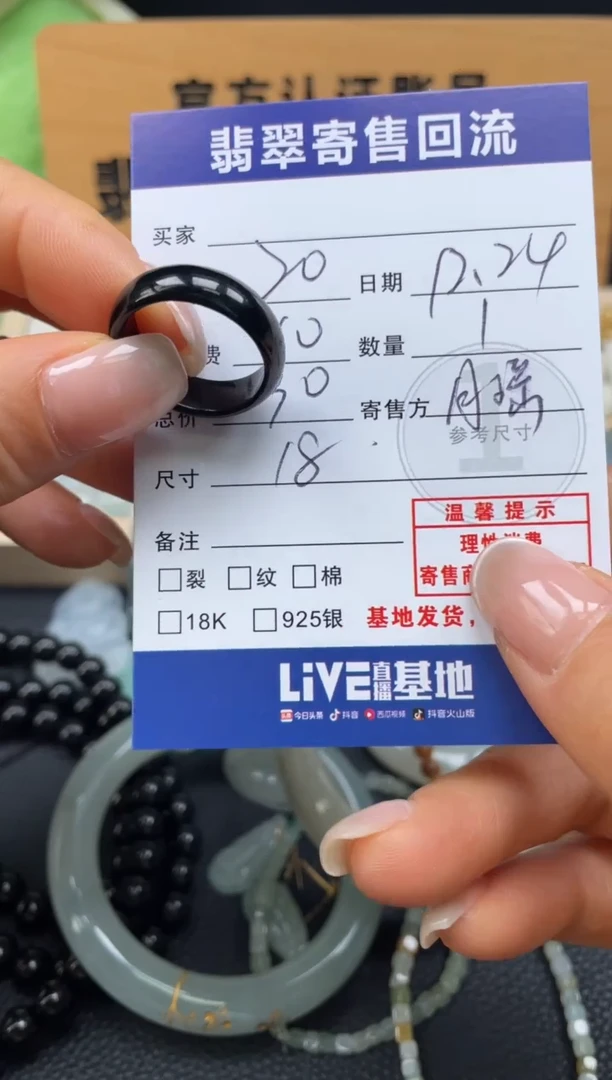 官方认证账号
翡
翡翠寄售回流
买家
20 日期 12.24
费 10 数量 1
总价 30 寄售方 月瑶
参考尺寸
尺寸 18
备注
温馨提示
理性消费
寄售商
□裂 □纹 □棉
□18K □925银 基地发货，
LiVE直播基地
今日头条 抖音 西瓜视频 抖音火山版